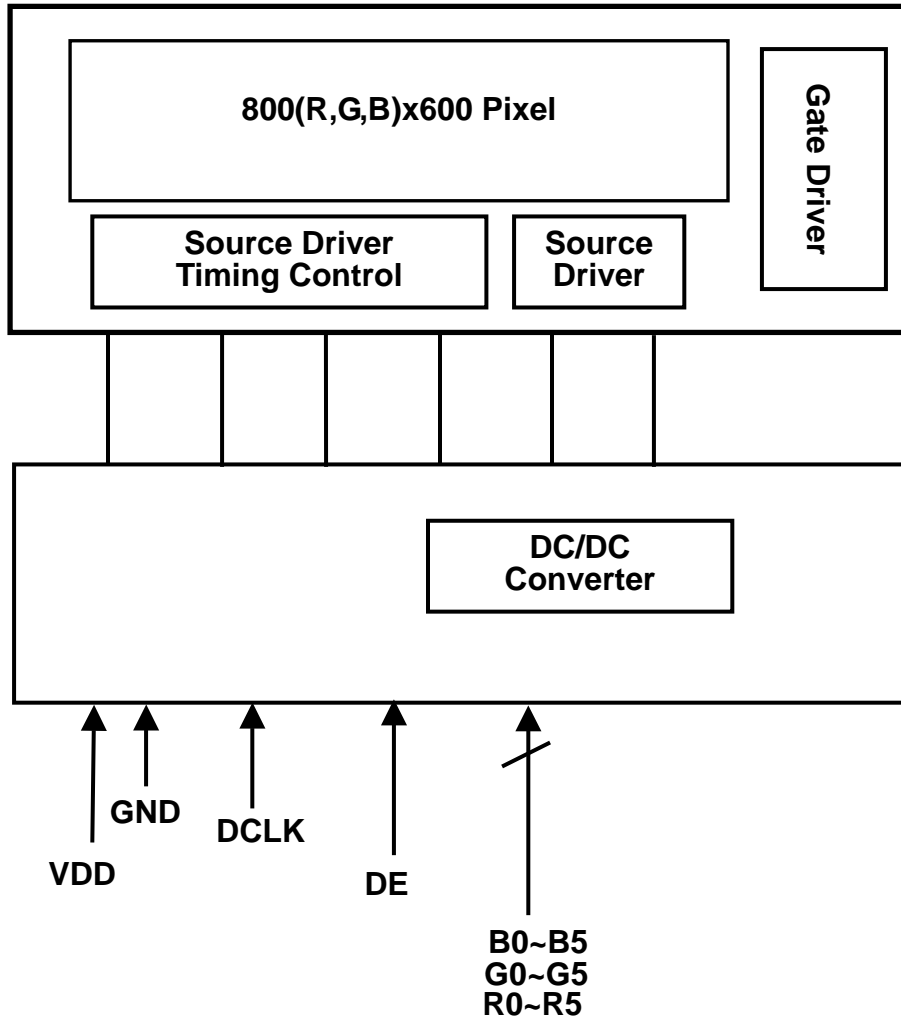 800(R,G,B)x600 Pixel
Gate Driver
Source Driver
Timing Control
Source
Driver
DC/DC
Converter
VDD
GND
DCLK
DE
B0~B5
G0~G5
R0~R5